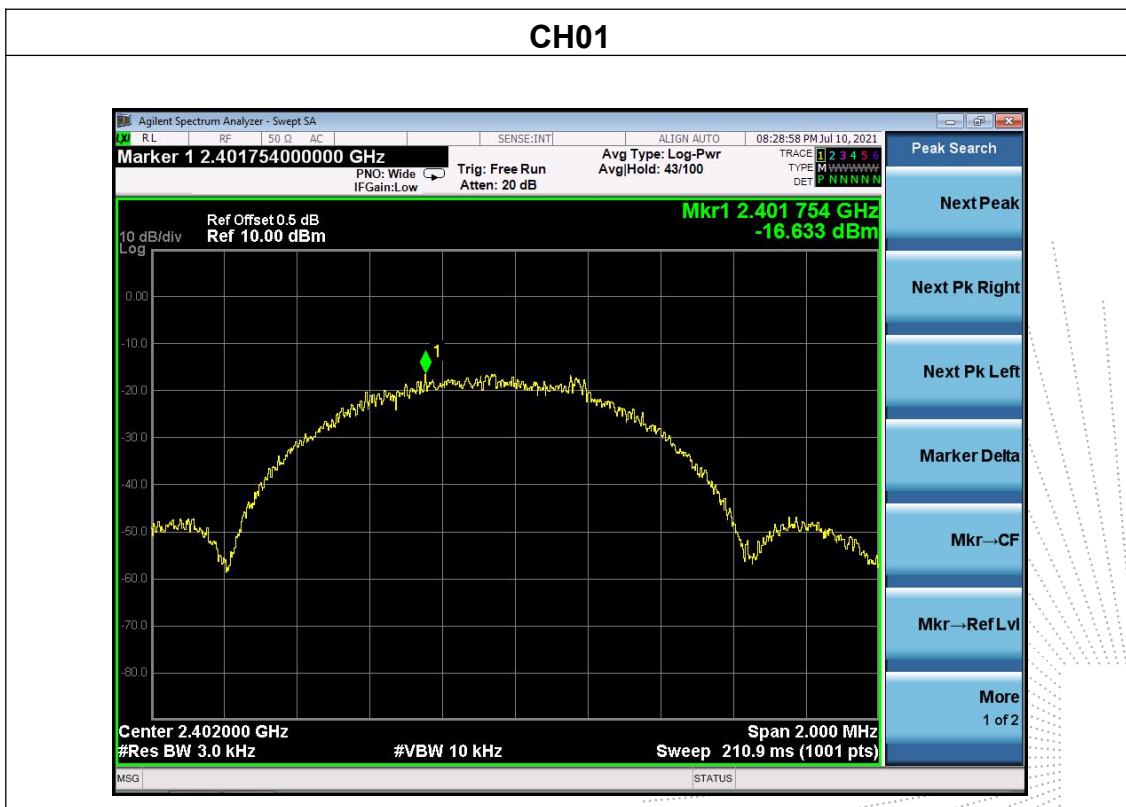 CH01
Agilent Spectrum Analyzer - Swept SA
LXI RL RF 50 Ω AC SENSE:INT ALIGN AUTO 08:28:58 PM Jul 10, 2021
Marker 1 2.401754000000 GHz
PNO: Wide
IFGain:Low
Trig: Free Run
Atten: 20 dB
Avg Type: Log-Pwr
Avg|Hold: 43/100
TRACE 1 2 3 4 5 6
TYPE M WWWWW
DET P N N N N N
Peak Search
Next Peak
Next Pk Right
Next Pk Left
Marker Delta
Mkr→CF
Mkr→Ref Lvl
More
1 of 2
Mkr1 2.401 754 GHz
-16.633 dBm
Ref Offset 0.5 dB
10 dB/div Ref 10.00 dBm
Log
0.00
-10.0
1
-20.0
-30.0
-40.0
-50.0
-60.0
-70.0
-80.0
Center 2.402000 GHz Span 2.000 MHz
#Res BW 3.0 kHz #VBW 10 kHz Sweep 210.9 ms (1001 pts)
MSG STATUS